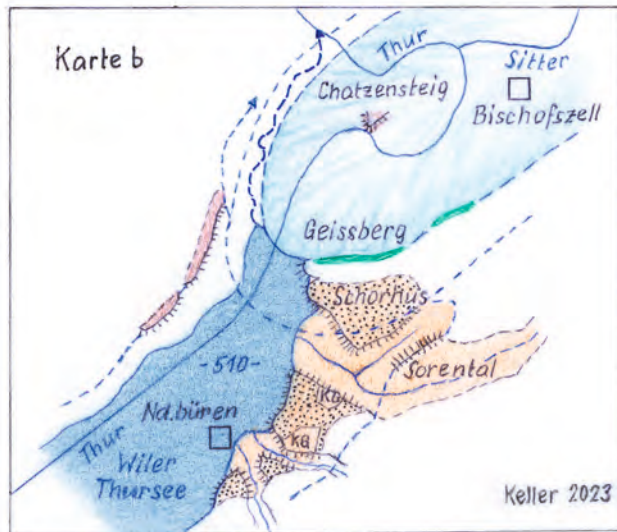 Karte b
Thur
Sitter
Chatzensteig
Bischofszell
Geissberg
Schorhus
-510-
Sorental
Ka
Nd.büren
Ka
Thur
Wiler
Thursee
Keller 2023